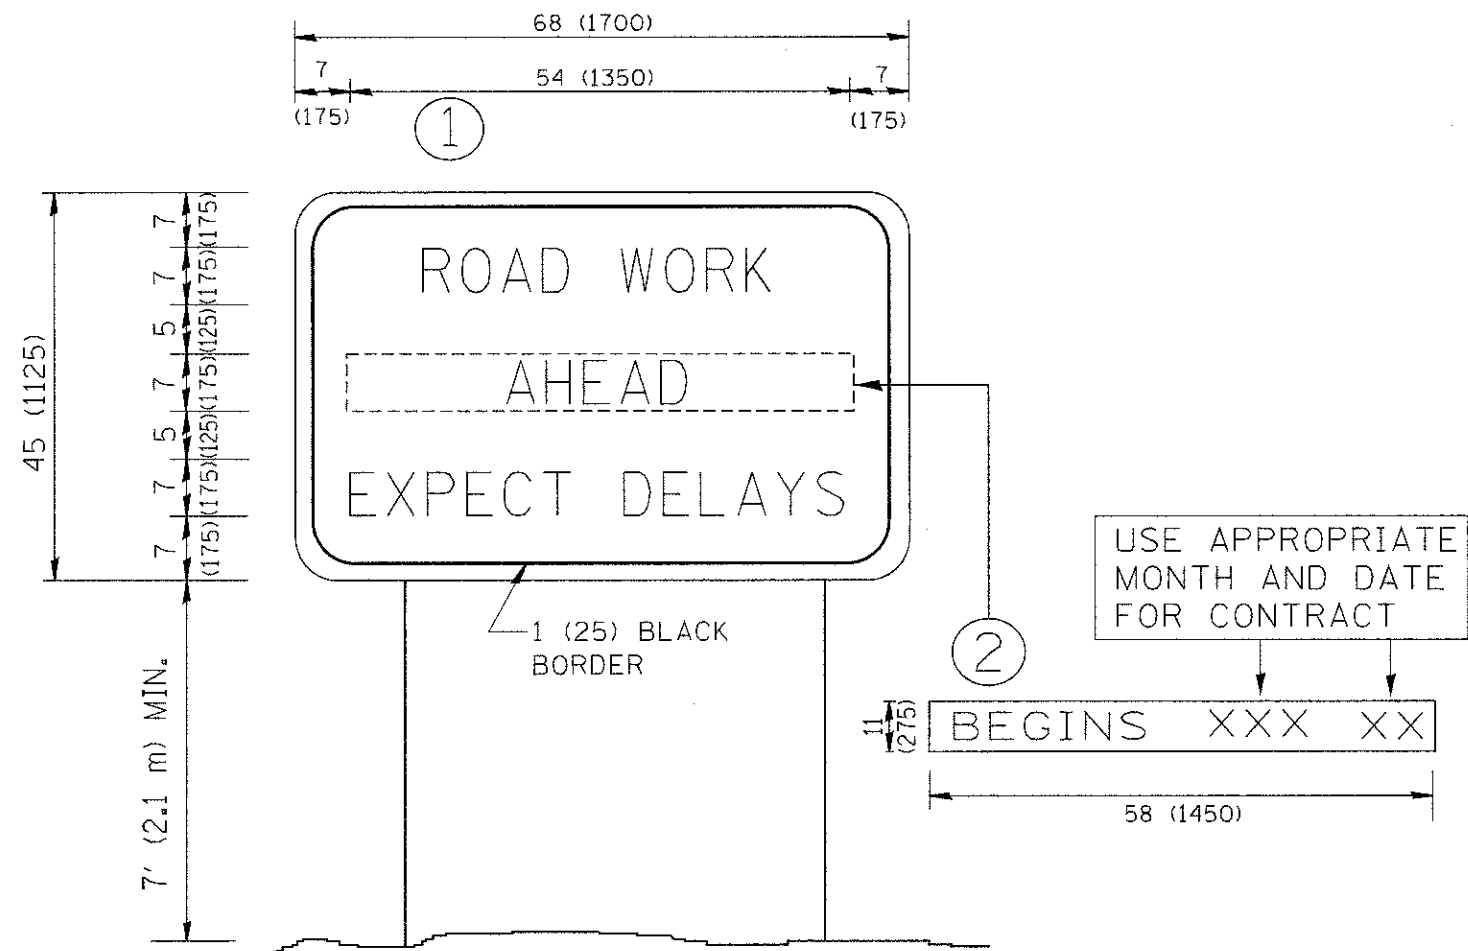 68 (1700)
7
54 (1350)
7
(175)
(175)
1
45 (1125)
7
(175)
7
(175)
5
(125)
7
(175)
5
(125)
7
(175)
7
(175)
ROAD WORK
AHEAD
EXPECT DELAYS
1 (25) BLACK
BORDER
7' (2.1 m) MIN.
2
USE APPROPRIATE
MONTH AND DATE
FOR CONTRACT
11
(275)
BEGINS XXX XX
58 (1450)